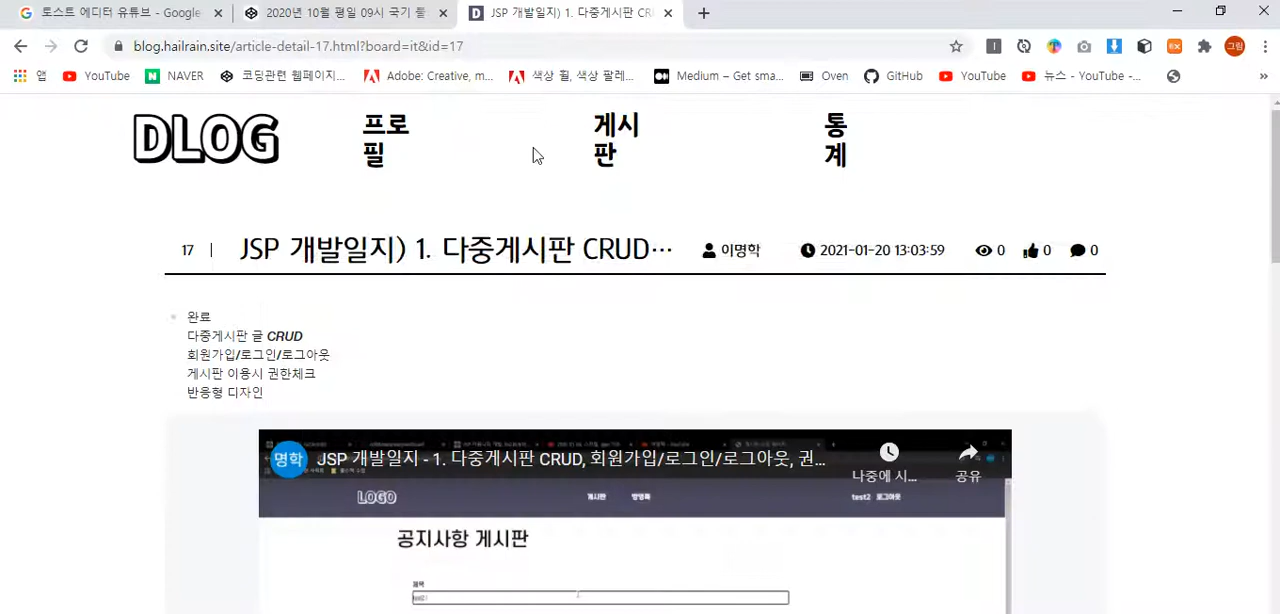 토스트 에디터 유튜브 - Google
2020년 10월 평일 09시 국기 풀
JSP 개발일지) 1. 다중게시판 CRU
blog.hailrain.site/article-detail-17.html?board=it&id=17
그림
앱 YouTube NAVER 코딩관련 웹페이지... Adobe: Creative, m... 색상 휠, 색상 팔레... Medium – Get sma... Oven GitHub YouTube 뉴스 - YouTube -... »
DLOG
프로
필
게시
판
통
계
17 | JSP 개발일지) 1. 다중게시판 CRUD… 이명학 2021-01-20 13:03:59 0 0 0
완료
다중게시판 글 CRUD
회원가입/로그인/로그아웃
게시판 이용시 권한체크
반응형 디자인
명학 JSP 개발일지 - 1. 다중게시판 CRUD, 회원가입/로그인/로그아웃, 권...
나중에 시... 공유
LOGO 게시판 방명록 test2 로그아웃
공지사항 게시판
제목